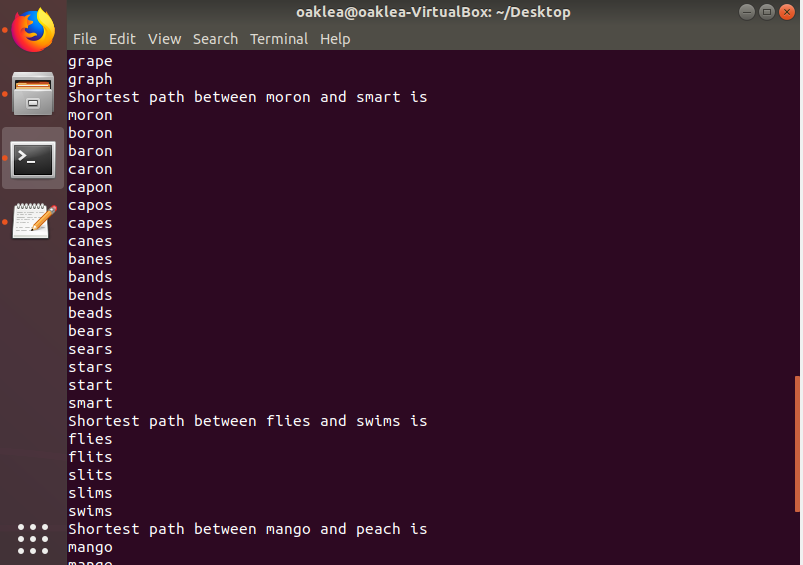 oaklea@oaklea-VirtualBox: ~/Desktop
File Edit View Search Terminal Help
grape
graph
Shortest path between moron and smart is
moron
boron
baron
caron
capon
capos
capes
canes
banes
bands
bends
beads
bears
sears
stars
start
smart
Shortest path between flies and swims is
flies
flits
slits
slims
swims
Shortest path between mango and peach is
mango